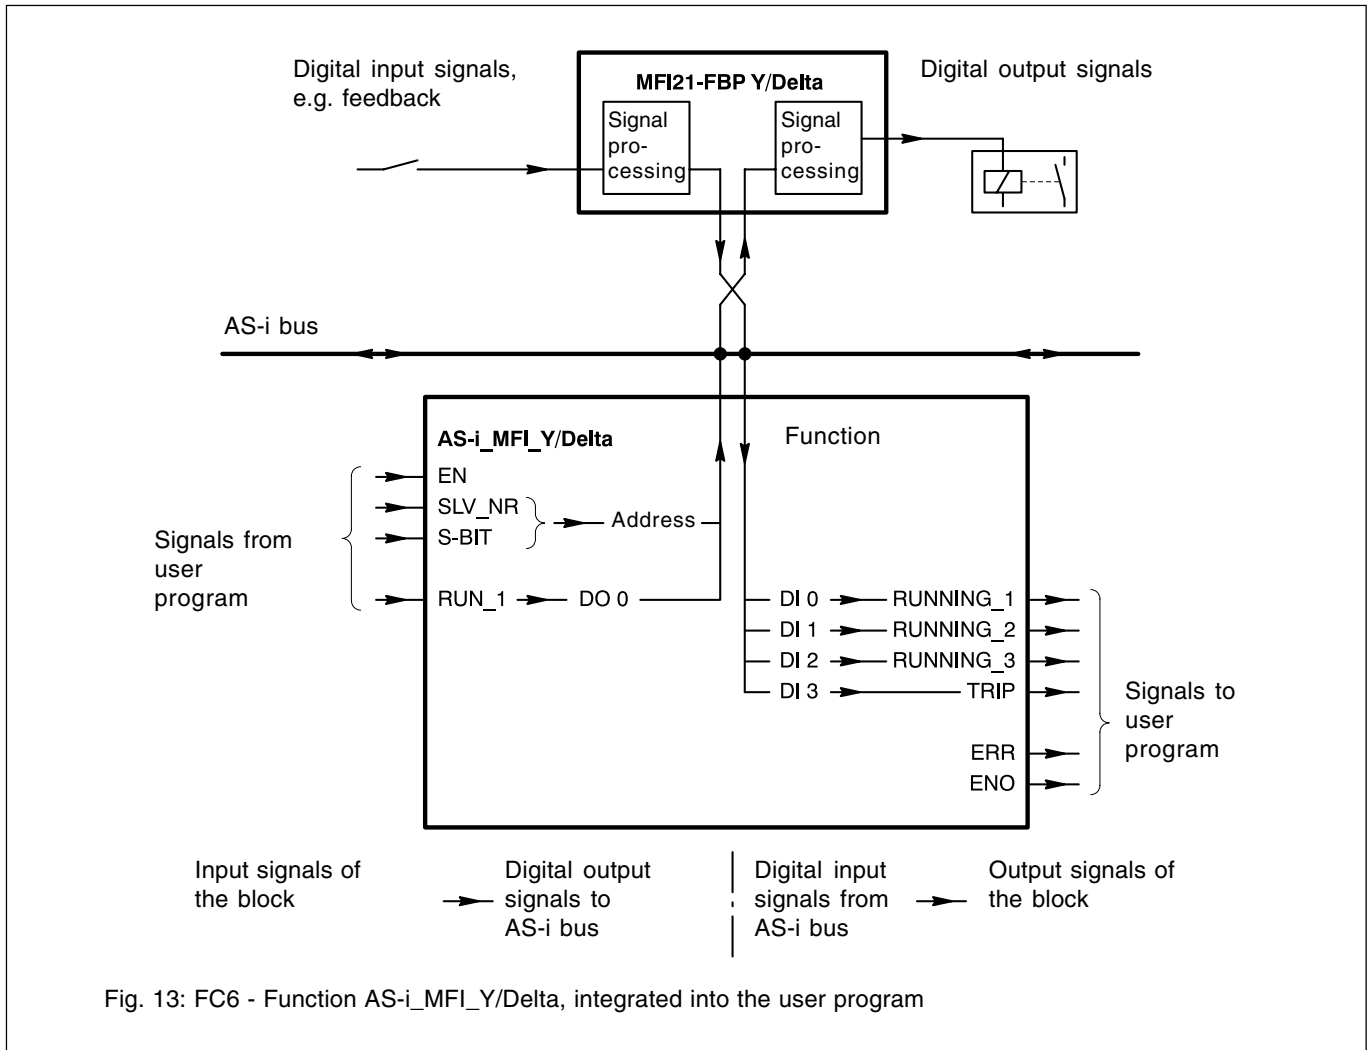 Digital input signals,
e.g. feedback
MFI21-FBP Y/Delta
Digital output signals
Signal
pro-
cessing
Signal
pro-
cessing
AS-i bus
AS-i_MFI_Y/Delta
Function
EN
SLV_NR
S-BIT
Address
Signals from
user
program
RUN_1
DO 0
DI 0
RUNNING_1
DI 1
RUNNING_2
DI 2
RUNNING_3
DI 3
TRIP
ERR
ENO
Signals to
user
program
Input signals of
the block
Digital output
signals to
AS-i bus
Digital input
signals from
AS-i bus
Output signals of
the block
Fig. 13: FC6 - Function AS-i_MFI_Y/Delta, integrated into the user program